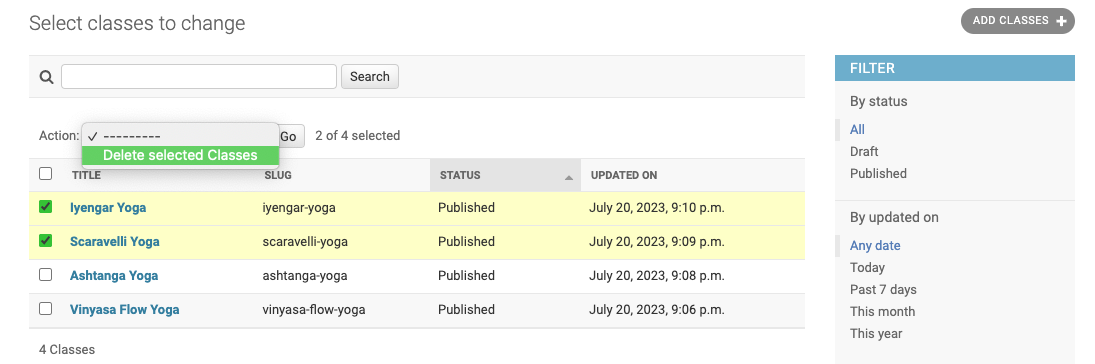 Select classes to change
ADD CLASSES
Search
Action: ---------
Go 2 of 4 selected
Delete selected Classes
TITLE SLUG STATUS UPDATED ON
Iyengar Yoga iyengar-yoga Published July 20, 2023, 9:10 p.m.
Scaravelli Yoga scaravelli-yoga Published July 20, 2023, 9:09 p.m.
Ashtanga Yoga ashtanga-yoga Published July 20, 2023, 9:08 p.m.
Vinyasa Flow Yoga vinyasa-flow-yoga Published July 20, 2023, 9:06 p.m.
4 Classes
FILTER
By status
All
Draft
Published
By updated on
Any date
Today
Past 7 days
This month
This year